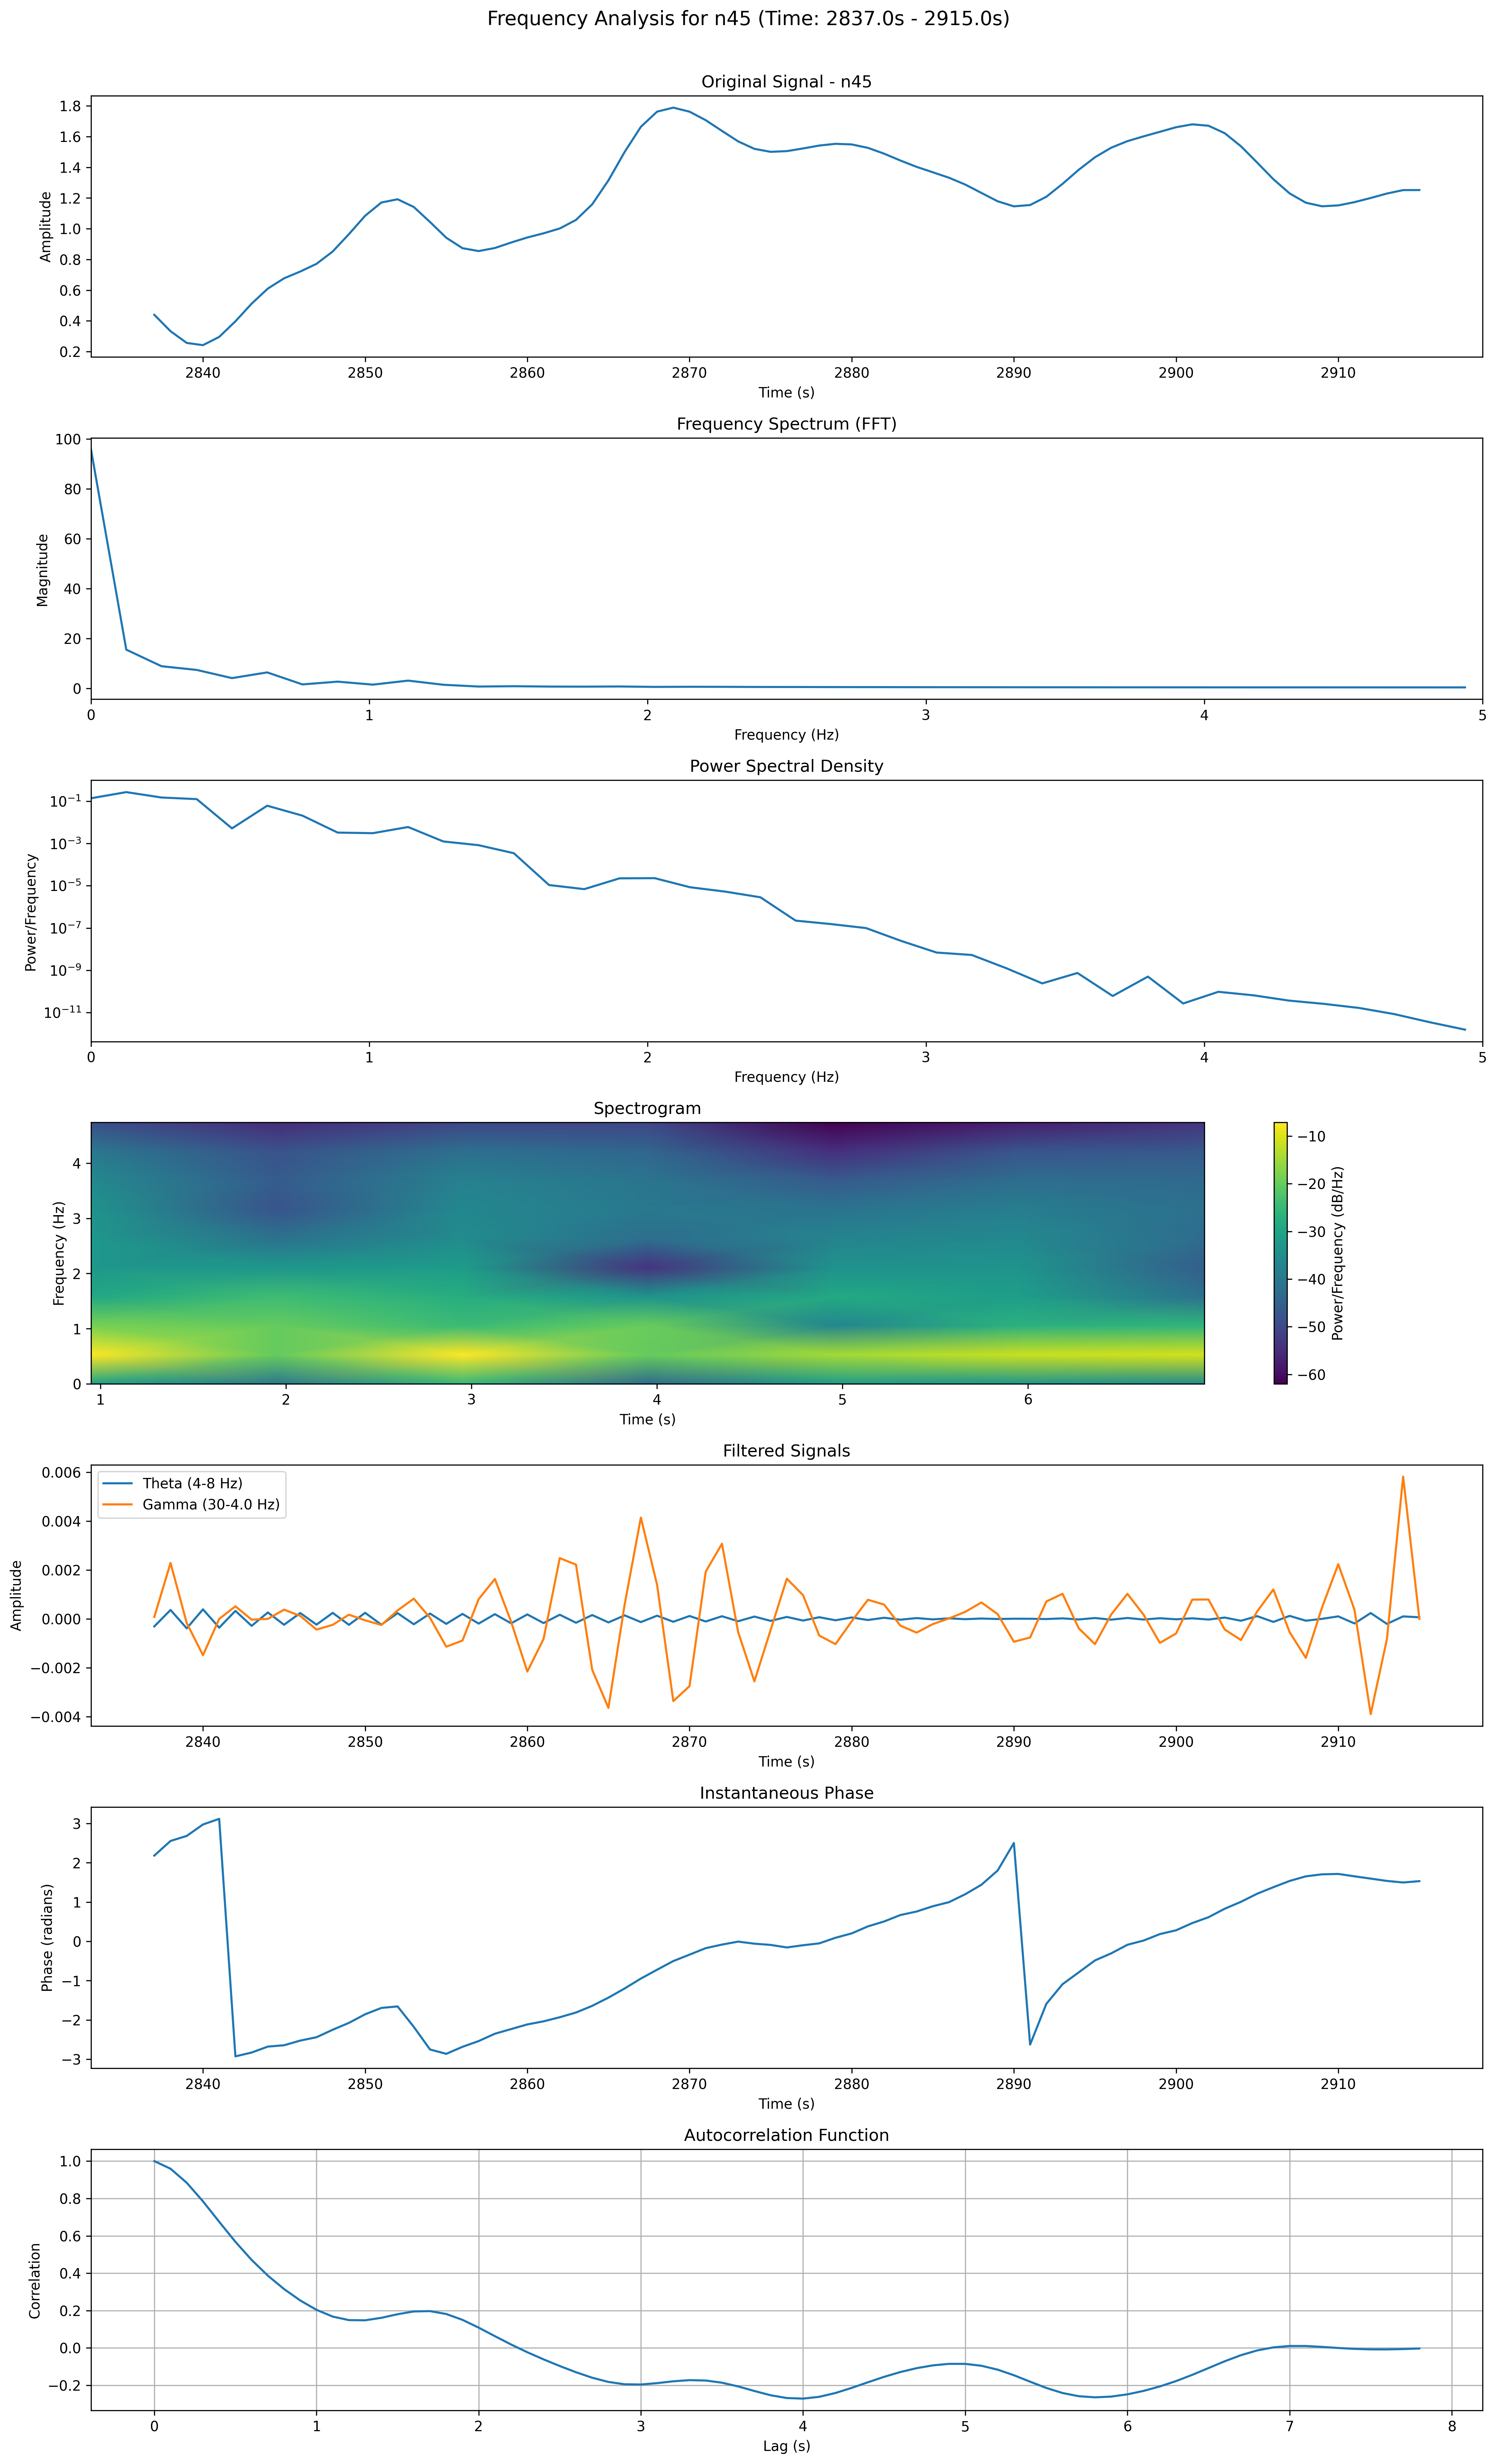 Frequency Analysis for n45 (Time: 2837.0s - 2915.0s)
Original Signal - n45
1.8
1.6
1.4
1.2
1.0
0.8
0.6
0.4
0.2
Amplitude
2840 2850 2860 2870 2880 2890 2900 2910
Time (s)
Frequency Spectrum (FFT)
100
80
60
40
20
0
Magnitude
0 1 2 3 4 5
Frequency (Hz)
Power Spectral Density
10⁻¹
10⁻³
10⁻⁵
10⁻⁷
10⁻⁹
10⁻¹¹
Power/Frequency
0 1 2 3 4 5
Frequency (Hz)
Spectrogram
4
3
2
1
0
Frequency (Hz)
1 2 3 4 5 6
Time (s)
−10
−20
−30
−40
−50
−60
Power/Frequency (dB/Hz)
Filtered Signals
Theta (4-8 Hz)
Gamma (30-4.0 Hz)
0.006
0.004
0.002
0.000
−0.002
−0.004
Amplitude
2840 2850 2860 2870 2880 2890 2900 2910
Time (s)
Instantaneous Phase
3
2
1
0
−1
−2
−3
Phase (radians)
2840 2850 2860 2870 2880 2890 2900 2910
Time (s)
Autocorrelation Function
1.0
0.8
0.6
0.4
0.2
0.0
−0.2
Correlation
0 1 2 3 4 5 6 7 8
Lag (s)